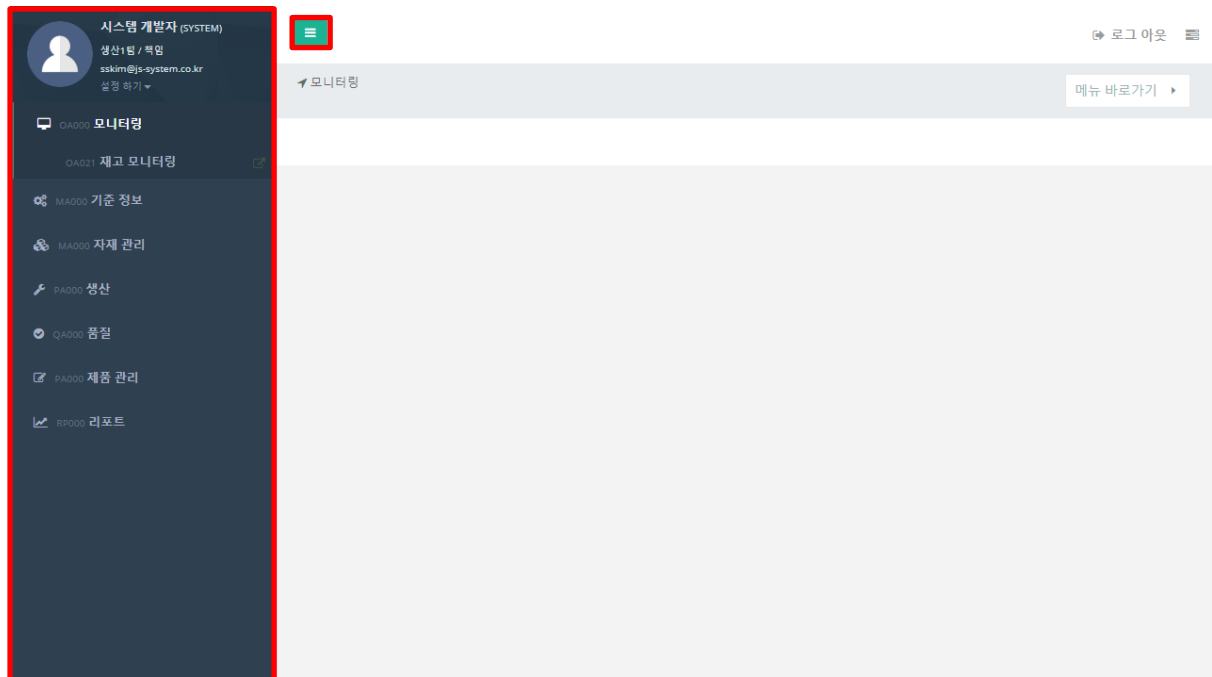 시스템 개발자 (SYSTEM)
생산1팀 / 책임
sskim@js-system.co.kr
설정 하기
로그 아웃
모니터링
메뉴 바로가기
OA000 모니터링
OA021 재고 모니터링
MA000 기준 정보
MA000 자재 관리
PA000 생산
QA000 품질
PA000 제품 관리
RP000 리포트